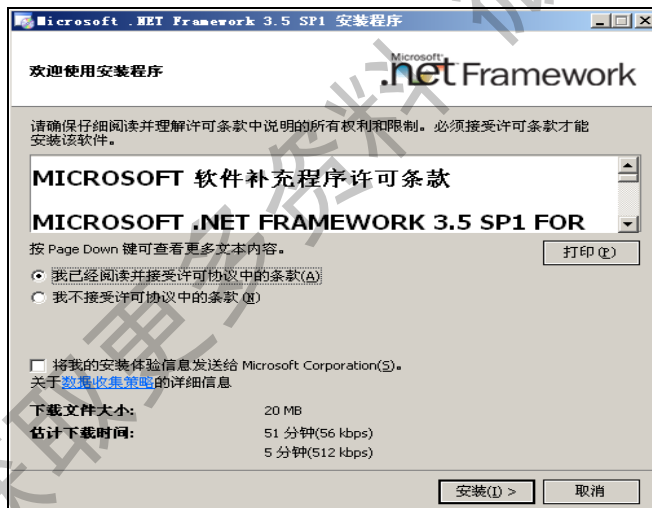 Microsoft .NET Framework 3.5 SP1 安装程序
欢迎使用安装程序
Microsoft
.net Framework
请确保仔细阅读并理解许可条款中说明的所有权利和限制。必须接受许可条款才能
安装该软件。
MICROSOFT 软件补充程序许可条款
MICROSOFT .NET FRAMEWORK 3.5 SP1 FOR
按 Page Down 键可查看更多文本内容。
打印(P)
我已经阅读并接受许可协议中的条款(A)
我不接受许可协议中的条款(N)
将我的安装体验信息发送给 Microsoft Corporation(S)。
关于数据收集策略的详细信息
下载文件大小: 20 MB
估计下载时间: 51 分钟(56 kbps)
5 分钟(512 kbps)
安装(I) >
取消
获取更多资料